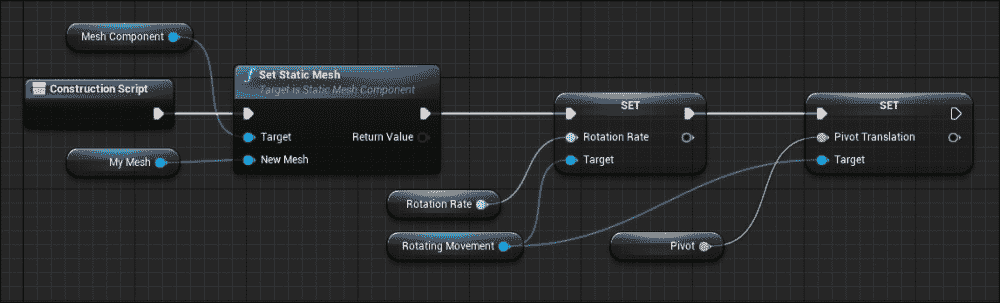 Mesh Component
Construction Script
Set Static Mesh
Target is Static Mesh Component
Target
Return Value
New Mesh
My Mesh
SET
Rotation Rate
Target
SET
Pivot Translation
Target
Rotation Rate
Rotating Movement
Pivot